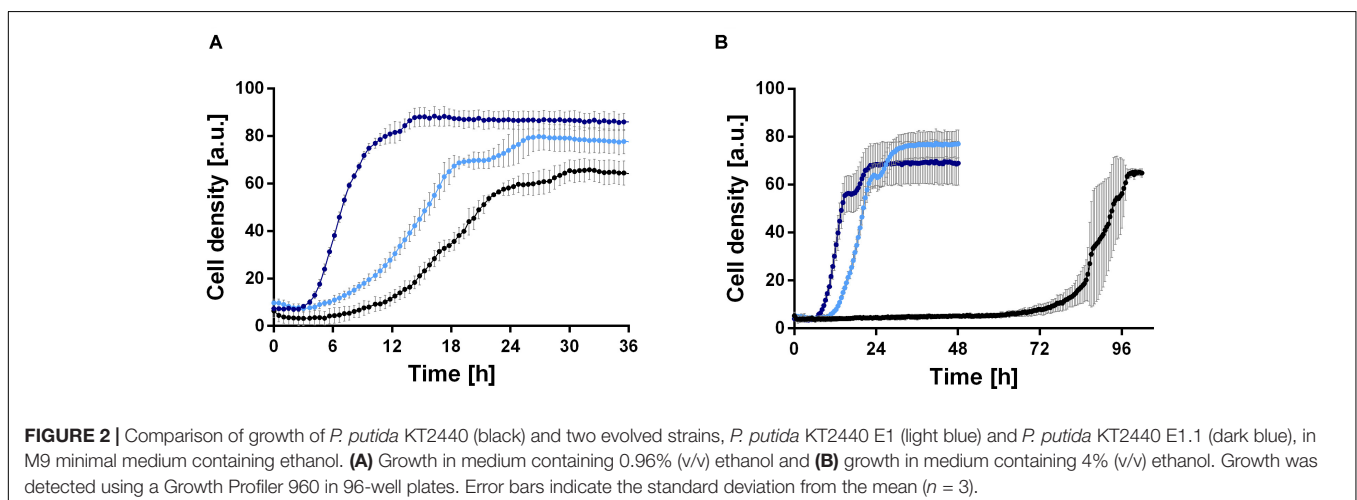 A
B
100
80
60
40
20
0
Cell density [a.u.]
0 6 12 18 24 30 36
Time [h]
100
80
60
40
20
0
Cell density [a.u.]
0 24 48 72 96
Time [h]
FIGURE 2 | Comparison of growth of P. putida KT2440 (black) and two evolved strains, P. putida KT2440 E1 (light blue) and P. putida KT2440 E1.1 (dark blue), in
M9 minimal medium containing ethanol. (A) Growth in medium containing 0.96% (v/v) ethanol and (B) growth in medium containing 4% (v/v) ethanol. Growth was
detected using a Growth Profiler 960 in 96-well plates. Error bars indicate the standard deviation from the mean (n = 3).